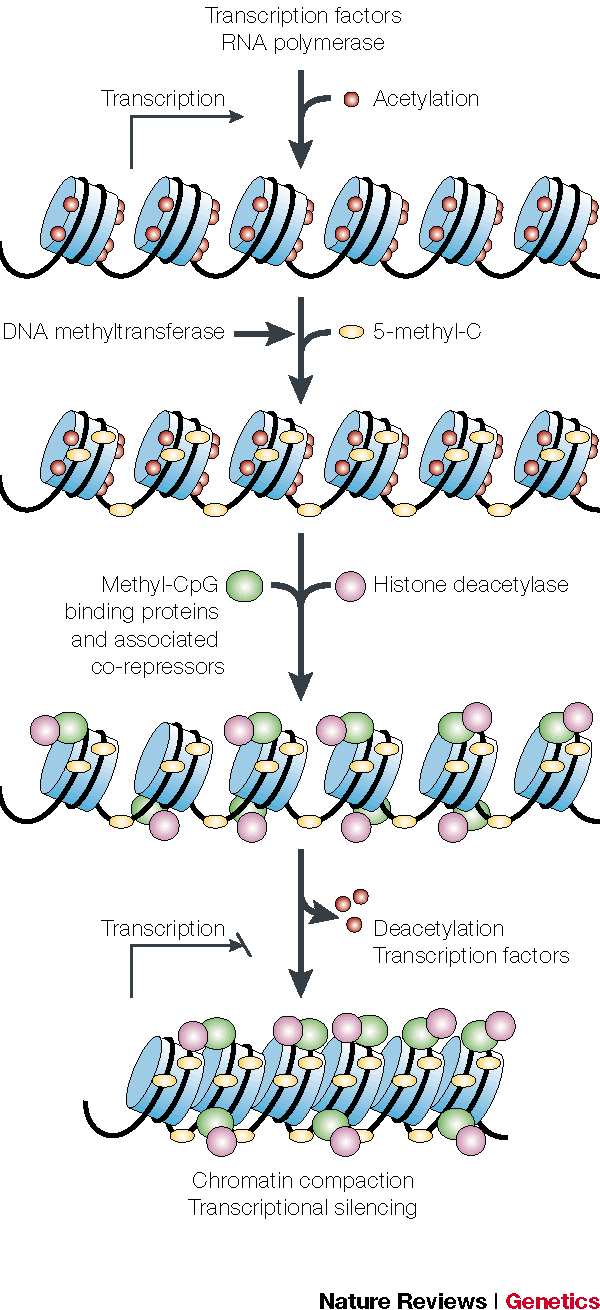 Transcription factors
RNA polymerase
Transcription
Acetylation
DNA methyltransferase
5-methyl-C
Methyl-CpG
binding proteins
and associated
co-repressors
Histone deacetylase
Transcription
Deacetylation
Transcription factors
Chromatin compaction
Transcriptional silencing
Nature Reviews | Genetics